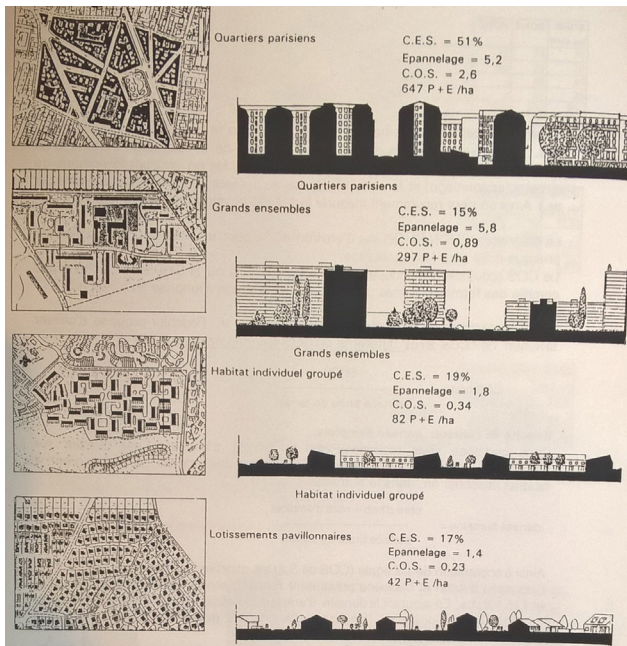 Quartiers parisiens
C.E.S. = 51%
Epannelage = 5,2
C.O.S. = 2,6
647 P + E /ha
Quartiers parisiens
Grands ensembles
C.E.S. = 15%
Epannelage = 5,8
C.O.S. = 0,89
297 P + E /ha
Grands ensembles
Habitat individuel groupé
C.E.S. = 19%
Epannelage = 1,8
C.O.S. = 0,34
82 P + E /ha
Habitat individuel groupé
Lotissements pavillonnaires
C.E.S. = 17%
Epannelage = 1,4
C.O.S. = 0,23
42 P + E /ha